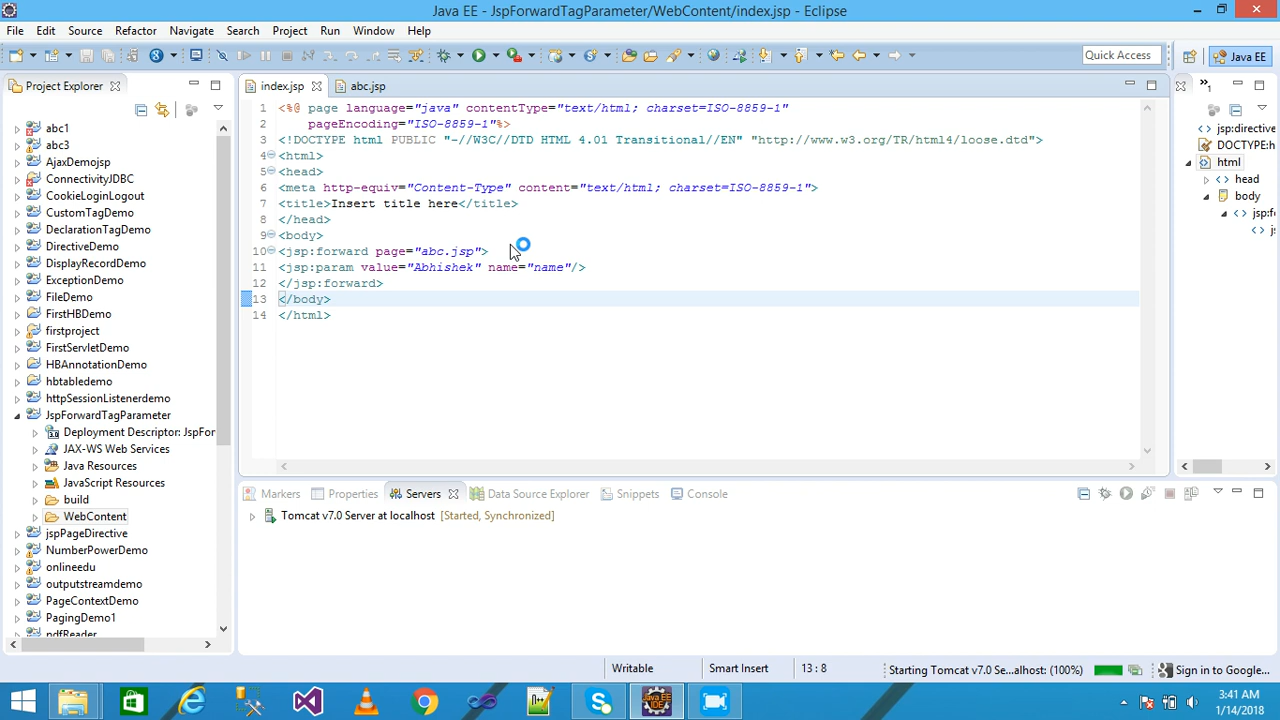 Java EE - JspForwardTagParameter/WebContent/index.jsp - Eclipse
File Edit Source Refactor Navigate Search Project Run Window Help
Quick Access
Java EE
Project Explorer
index.jsp
abc.jsp
abc1
abc3
AjaxDemojsp
ConnectivityJDBC
CookieLoginLogout
CustomTagDemo
DeclarationTagDemo
DirectiveDemo
DisplayRecordDemo
ExceptionDemo
FileDemo
FirstHBDemo
firstproject
FirstServletDemo
HBAnnotationDemo
hbtabledemo
httpSessionListenerdemo
JspForwardTagParameter
Deployment Descriptor: JspFor
JAX-WS Web Services
Java Resources
JavaScript Resources
build
WebContent
jspPageDirective
NumberPowerDemo
onlineedu
outputstreamdemo
PageContextDemo
PagingDemo1
pdfReader
1 <%@ page language="java" contentType="text/html; charset=ISO-8859-1"
2 pageEncoding="ISO-8859-1"%>
3 <!DOCTYPE html PUBLIC "-//W3C//DTD HTML 4.01 Transitional//EN" "http://www.w3.org/TR/html4/loose.dtd">
4 <html>
5 <head>
6 <meta http-equiv="Content-Type" content="text/html; charset=ISO-8859-1">
7 <title>Insert title here</title>
8 </head>
9 <body>
10 <jsp:forward page="abc.jsp">
11 <jsp:param value="Abhishek" name="name"/>
12 </jsp:forward>
13 </body>
14 </html>
1
jsp:directive
DOCTYPE:h
html
head
body
jsp:f
js
Markers Properties Servers Data Source Explorer Snippets Console
Tomcat v7.0 Server at localhost [Started, Synchronized]
Writable
Smart Insert
13 : 8
Starting Tomcat v7.0 Se...alhost: (100%)
Sign in to Google...
Java EE
IDE
3:41 AM
1/14/2018